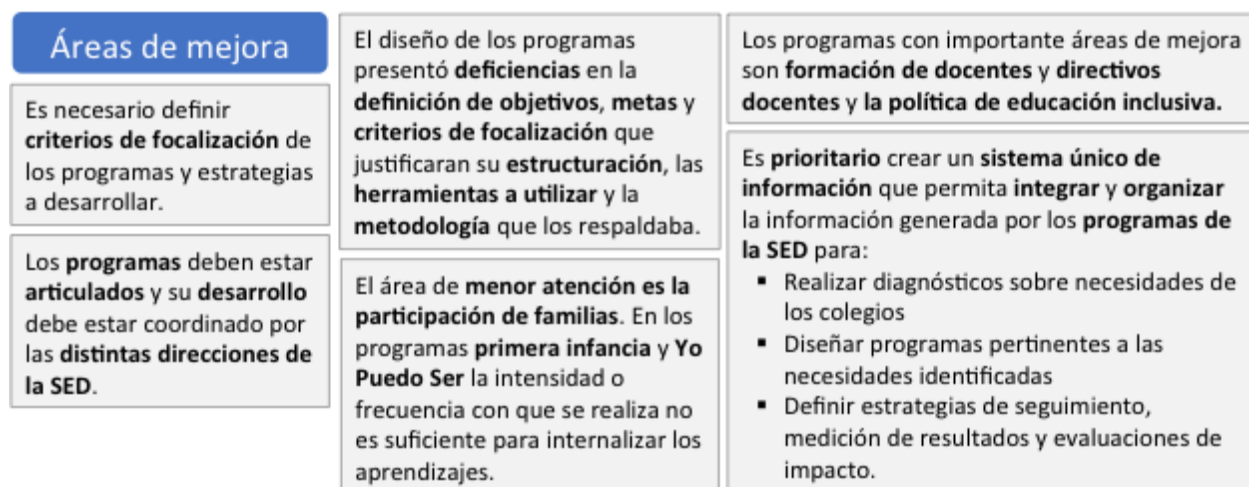 Áreas de mejora
Es necesario definir
criterios de focalización de
los programas y estrategias
a desarrollar.
Los programas deben estar
articulados y su desarrollo
debe estar coordinado por
las distintas direcciones de
la SED.
El diseño de los programas
presentó deficiencias en la
definición de objetivos, metas y
criterios de focalización que
justificaran su estructuración, las
herramientas a utilizar y la
metodología que los respaldaba.
El área de menor atención es la
participación de familias. En los
programas primera infancia y Yo
Puedo Ser la intensidad o
frecuencia con que se realiza no
es suficiente para internalizar los
aprendizajes.
Los programas con importante áreas de mejora
son formación de docentes y directivos
docentes y la política de educación inclusiva.
Es prioritario crear un sistema único de
información que permita integrar y organizar
la información generada por los programas de
la SED para:
▪ Realizar diagnósticos sobre necesidades de
los colegios
▪ Diseñar programas pertinentes a las
necesidades identificadas
▪ Definir estrategias de seguimiento,
medición de resultados y evaluaciones de
impacto.